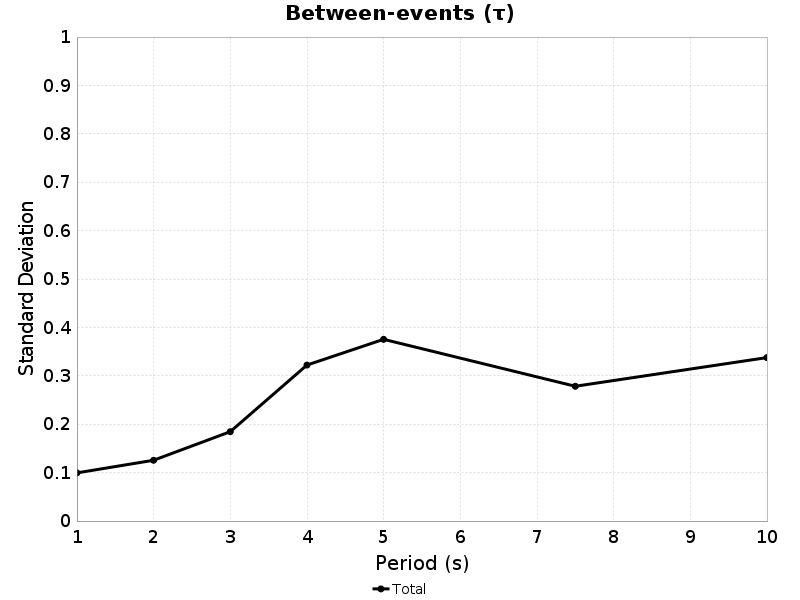 Between-events (τ)
Standard Deviation
1
0.9
0.8
0.7
0.6
0.5
0.4
0.3
0.2
0.1
0
1 2 3 4 5 6 7 8 9 10
Period (s)
Total